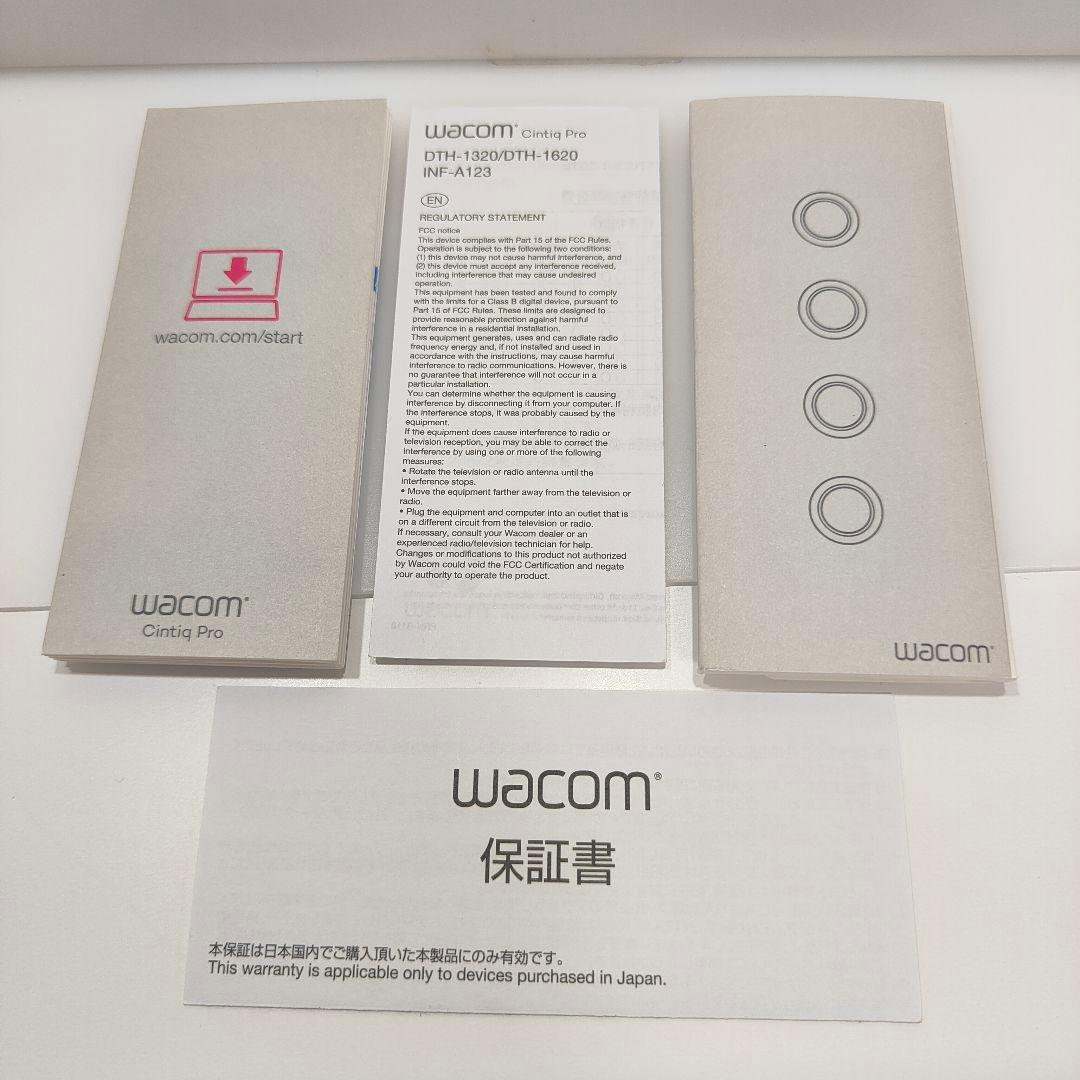 wacom.com/start
wacom
Cintiq Pro
wacom Cintiq Pro
DTH-1320/DTH-1620
INF-A123
EN
REGULATORY STATEMENT
FCC notice
This device complies with Part 15 of the FCC Rules.
Operation is subject to the following two conditions:
(1) this device may not cause harmful interference, and
(2) this device must accept any interference received,
including interference that may cause undesired
operation.
This equipment has been tested and found to comply
with the limits for a Class B digital device, pursuant to
Part 15 of FCC Rules. These limits are designed to
provide reasonable protection against harmful
interference in a residential installation.
This equipment generates, uses and can radiate radio
frequency energy and, if not installed and used in
accordance with the instructions, may cause harmful
interference to radio communications. However, there is
no guarantee that interference will not occur in a
particular installation.
You can determine whether the equipment is causing
interference by disconnecting it from your computer. If
the interference stops, it was probably caused by the
equipment.
If the equipment does cause interference to radio or
television reception, you may be able to correct the
interference by using one or more of the following
measures:
• Rotate the television or radio antenna until the
interference stops.
• Move the equipment farther away from the television or
radio.
• Plug the equipment and computer into an outlet that is
on a different circuit from the television or radio.
If necessary, consult your Wacom dealer or an
experienced radio/television technician for help.
Changes or modifications to this product not authorized
by Wacom could void the FCC Certification and negate
your authority to operate the product.
wacom
wacom®
保証書
本保証は日本国内でご購入頂いた本製品にのみ有効です。
This warranty is applicable only to devices purchased in Japan.